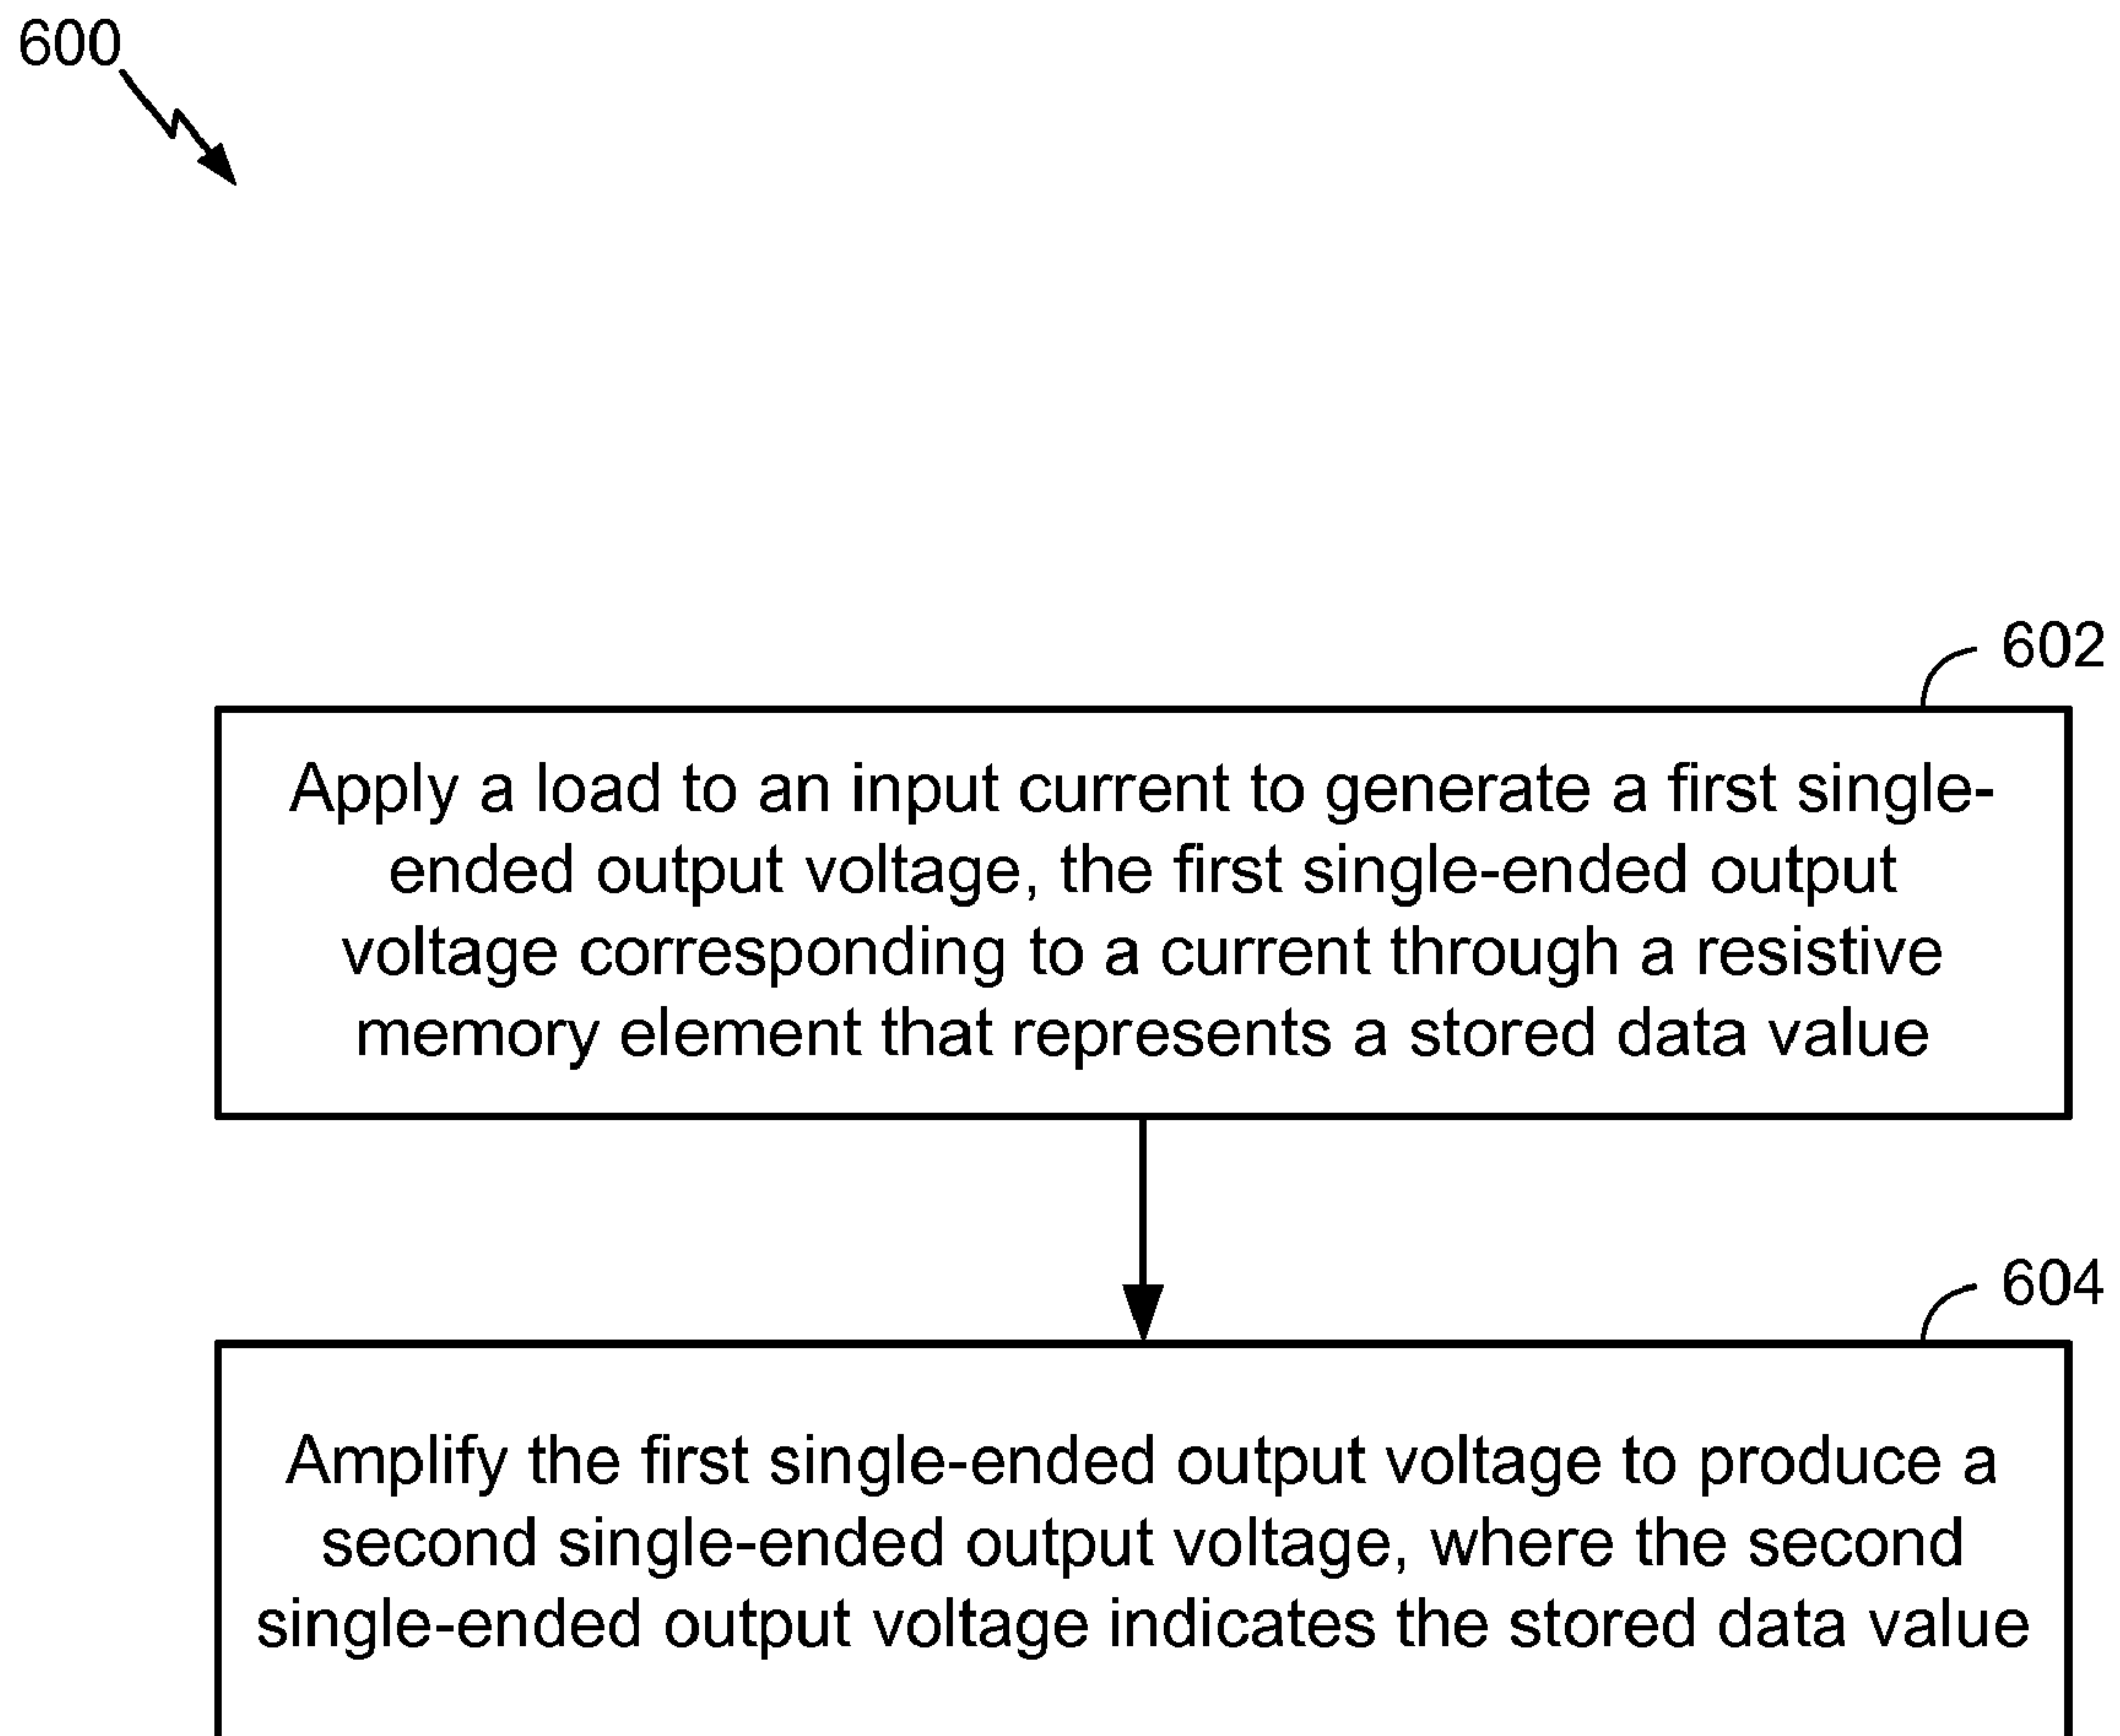 600
602
Apply a load to an input current to generate a first single-
ended output voltage, the first single-ended output
voltage corresponding to a current through a resistive
memory element that represents a stored data value
604
Amplify the first single-ended output voltage to produce a
second single-ended output voltage, where the second
single-ended output voltage indicates the stored data value